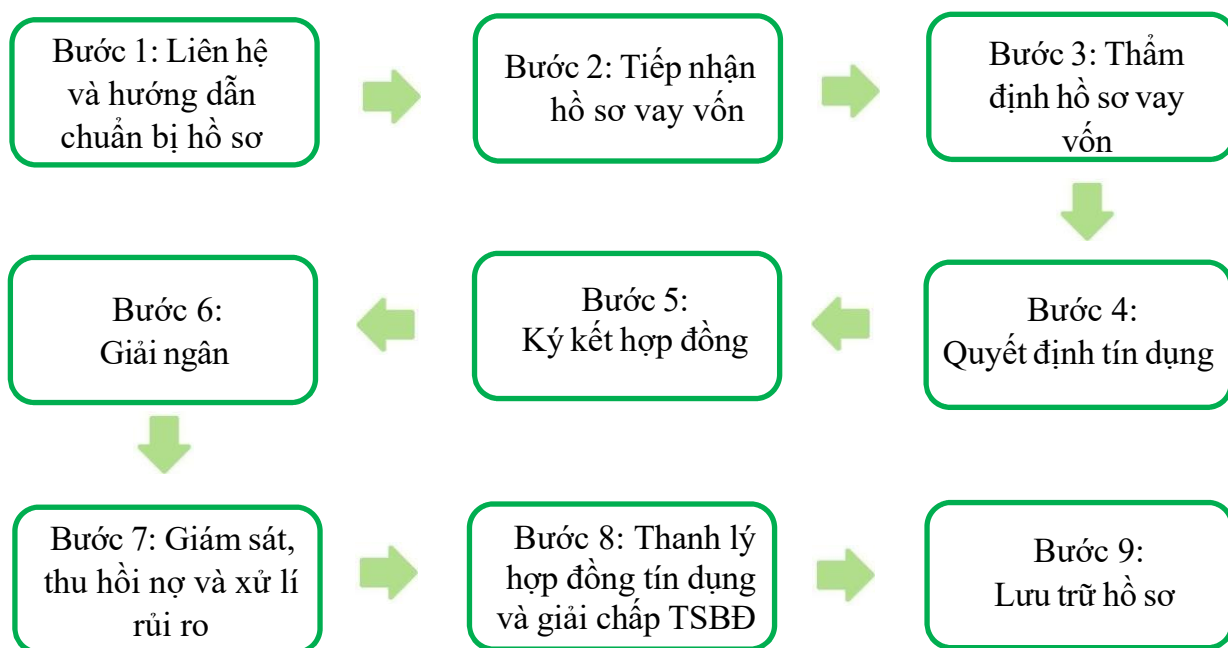 Bước 1: Liên hệ
và hướng dẫn
chuẩn bị hồ sơ
Bước 2: Tiếp nhận
hồ sơ vay vốn
Bước 3: Thẩm
định hồ sơ vay
vốn
Bước 4:
Quyết định tín dụng
Bước 5:
Ký kết hợp đồng
Bước 6:
Giải ngân
Bước 7: Giám sát,
thu hồi nợ và xử lí
rủi ro
Bước 8: Thanh lý
hợp đồng tín dụng
và giải chấp TSBĐ
Bước 9:
Lưu trữ hồ sơ